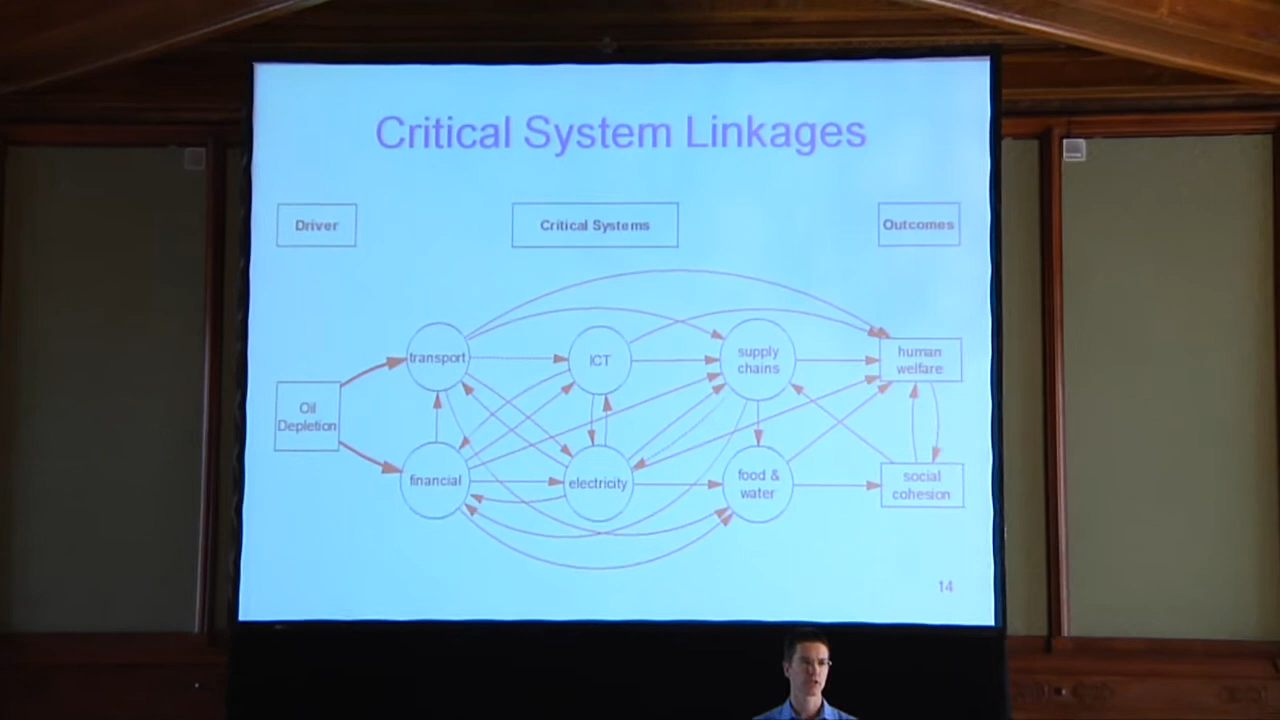 Critical System Linkages
Driver
Critical Systems
Outcomes
transport
ICT
supply
chains
human
welfare
Oil
Depletion
financial
electricity
food &
water
social
cohesion
14